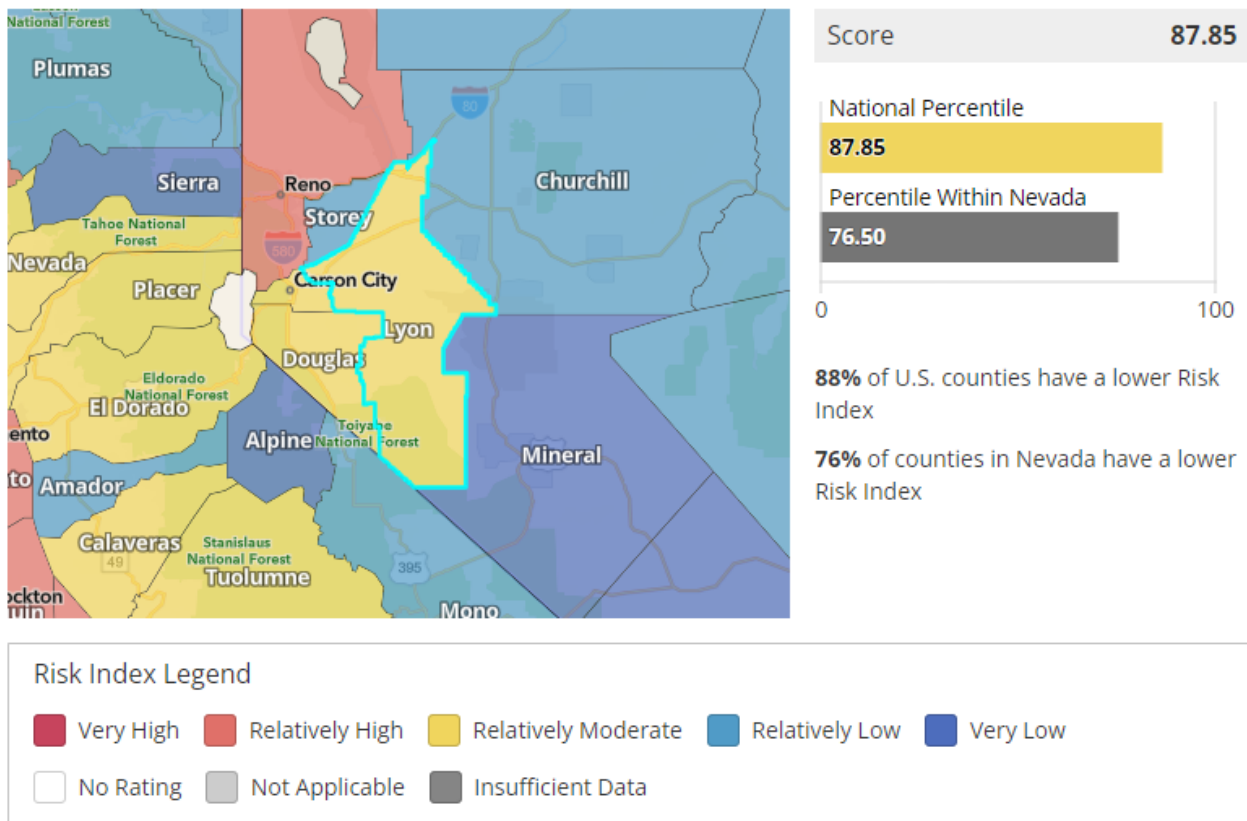 National Forest
Plumas
80
Sierra
Reno
Churchill
Storey
Tahoe National
Forest
580
Nevada
Carson City
Placer
Lyon
Douglas
Eldorado
National Forest
El Dorado
ento
Toiyabe
National Forest
Alpine
Mineral
to
Amador
Calaveras
Stanislaus
National Forest
49
395
Tuolumne
ockton
uin
Mono
Score 87.85
National Percentile
87.85
Percentile Within Nevada
76.50
0 100
88% of U.S. counties have a lower Risk
Index
76% of counties in Nevada have a lower
Risk Index
Risk Index Legend
Very High Relatively High Relatively Moderate Relatively Low Very Low
No Rating Not Applicable Insufficient Data